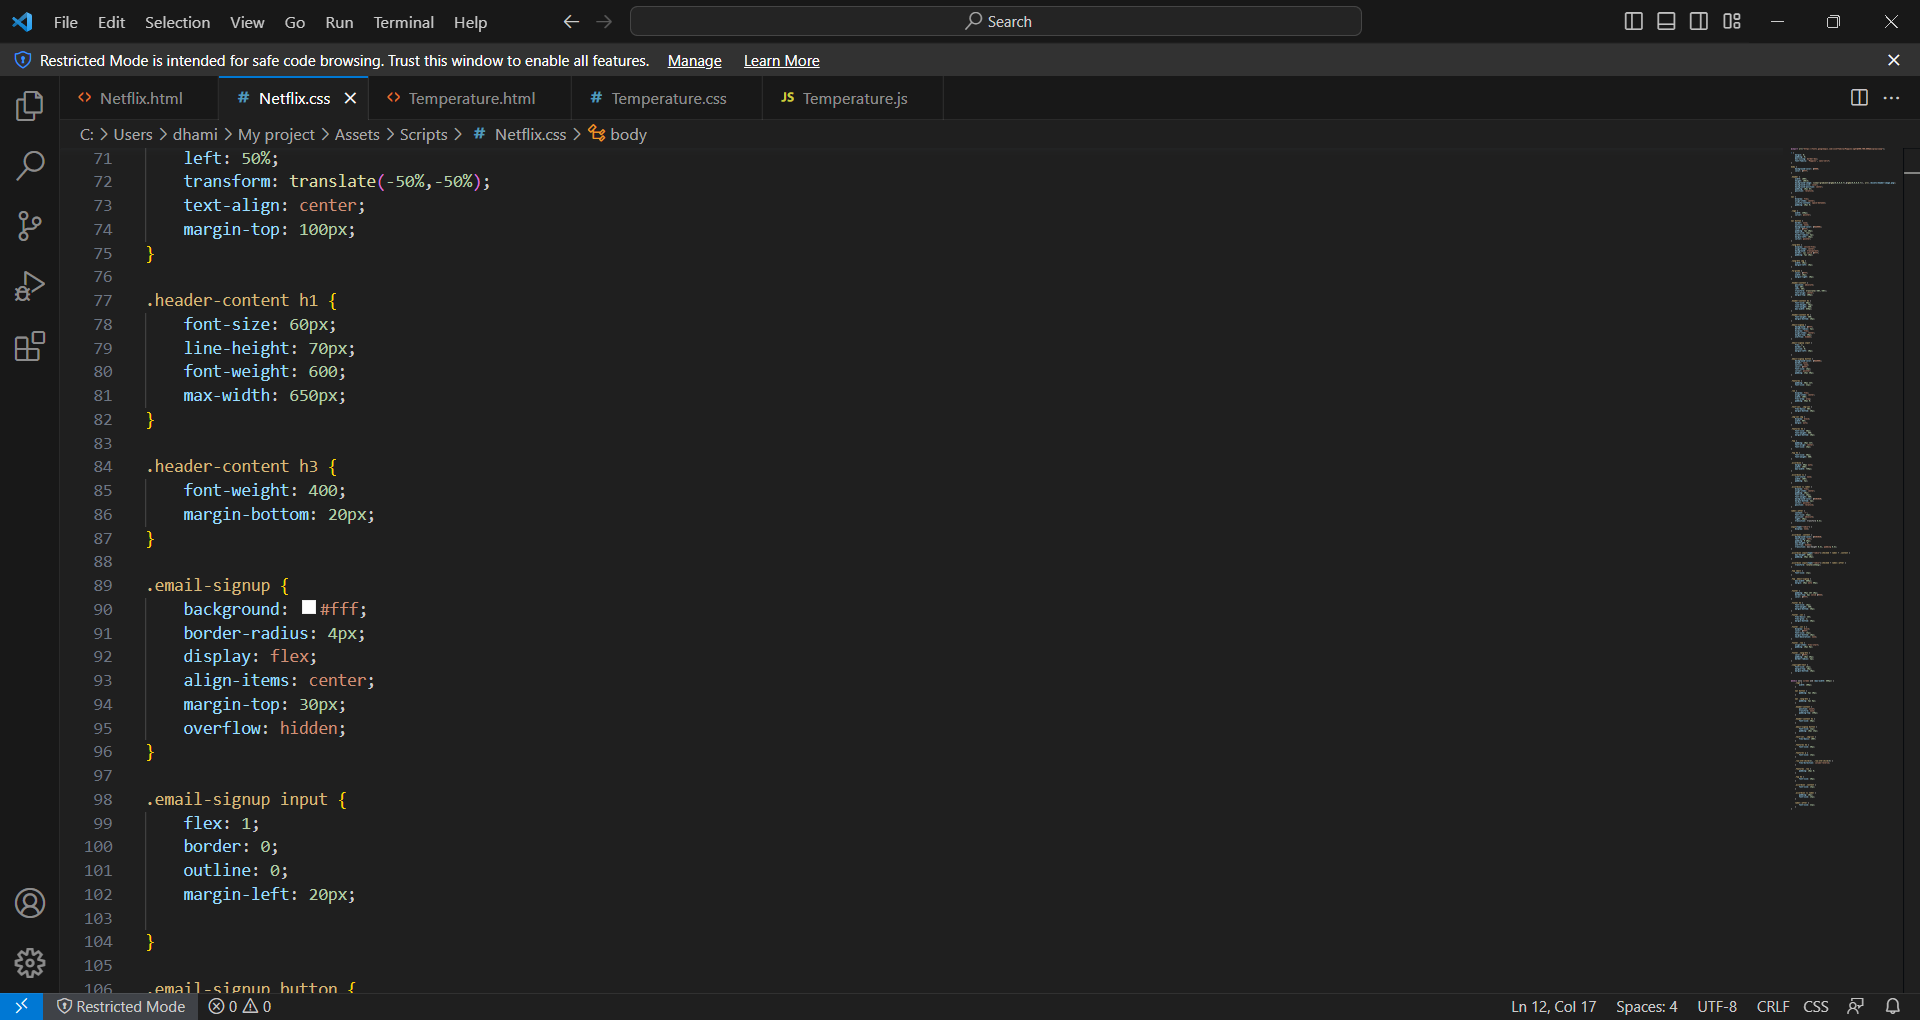 File Edit Selection View Go Run Terminal Help Search
Restricted Mode is intended for safe code browsing. Trust this window to enable all features. Manage Learn More
Netflix.html # Netflix.css Temperature.html # Temperature.css JS Temperature.js
C: > Users > dhami > My project > Assets > Scripts > # Netflix.css > body
71 left: 50%;
72 transform: translate(-50%,-50%);
73 text-align: center;
74 margin-top: 100px;
75 }
76
77 .header-content h1 {
78 font-size: 60px;
79 line-height: 70px;
80 font-weight: 600;
81 max-width: 650px;
82 }
83
84 .header-content h3 {
85 font-weight: 400;
86 margin-bottom: 20px;
87 }
88
89 .email-signup {
90 background: #fff;
91 border-radius: 4px;
92 display: flex;
93 align-items: center;
94 margin-top: 30px;
95 overflow: hidden;
96 }
97
98 .email-signup input {
99 flex: 1;
100 border: 0;
101 outline: 0;
102 margin-left: 20px;
103
104 }
105
106 .email-signup button {
Restricted Mode 0 0 Ln 12, Col 17 Spaces: 4 UTF-8 CRLF CSS